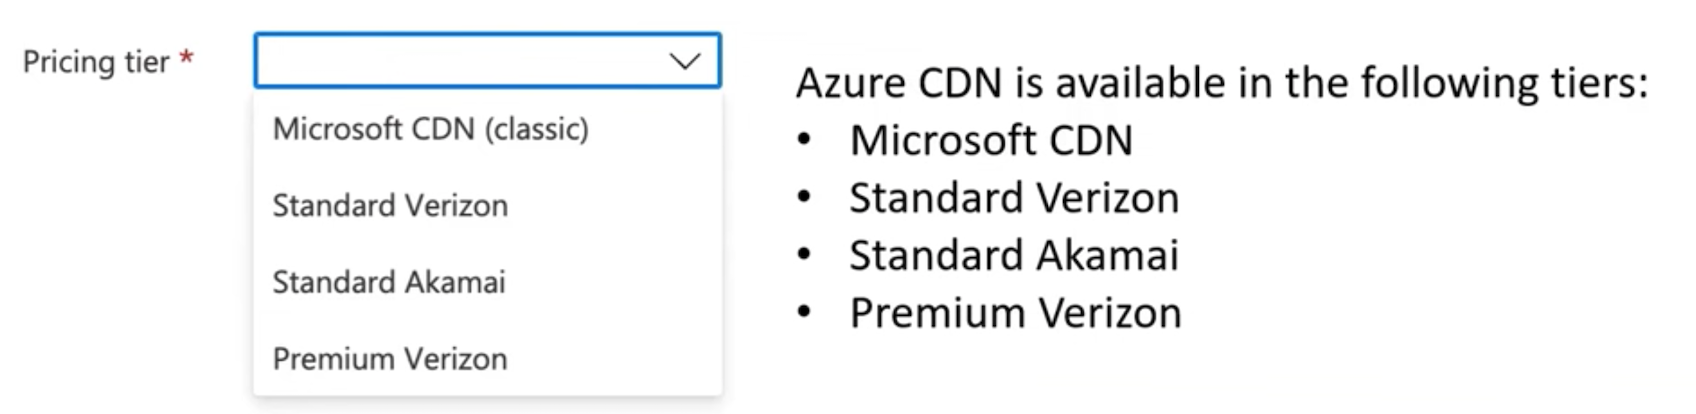 Pricing tier *
Microsoft CDN (classic)
Standard Verizon
Standard Akamai
Premium Verizon
Azure CDN is available in the following tiers:
• Microsoft CDN
• Standard Verizon
• Standard Akamai
• Premium Verizon